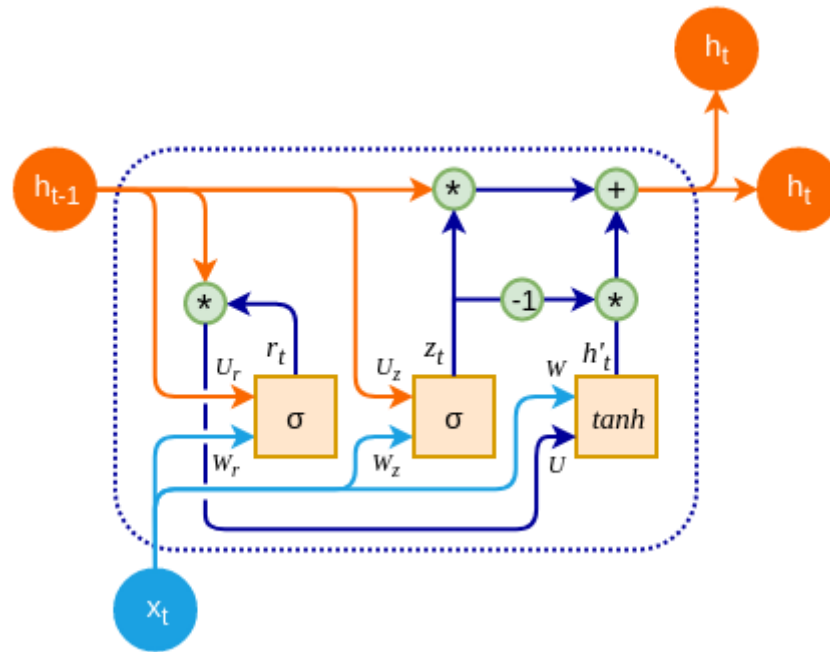 h_t
h_{t-1}
*
+
h_t
*
-1
*
r_t
z_t
h'_t
U_r
U_z
W
σ
σ
tanh
W_r
W_z
U
x_t